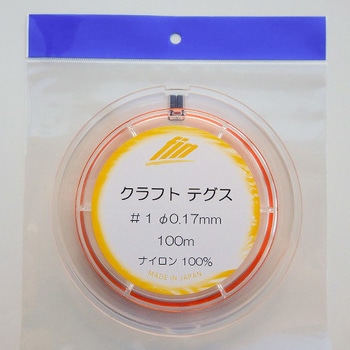 fin
クラフト テグス
#1 φ0.17mm
100m
ナイロン 100%
MADE IN JAPAN